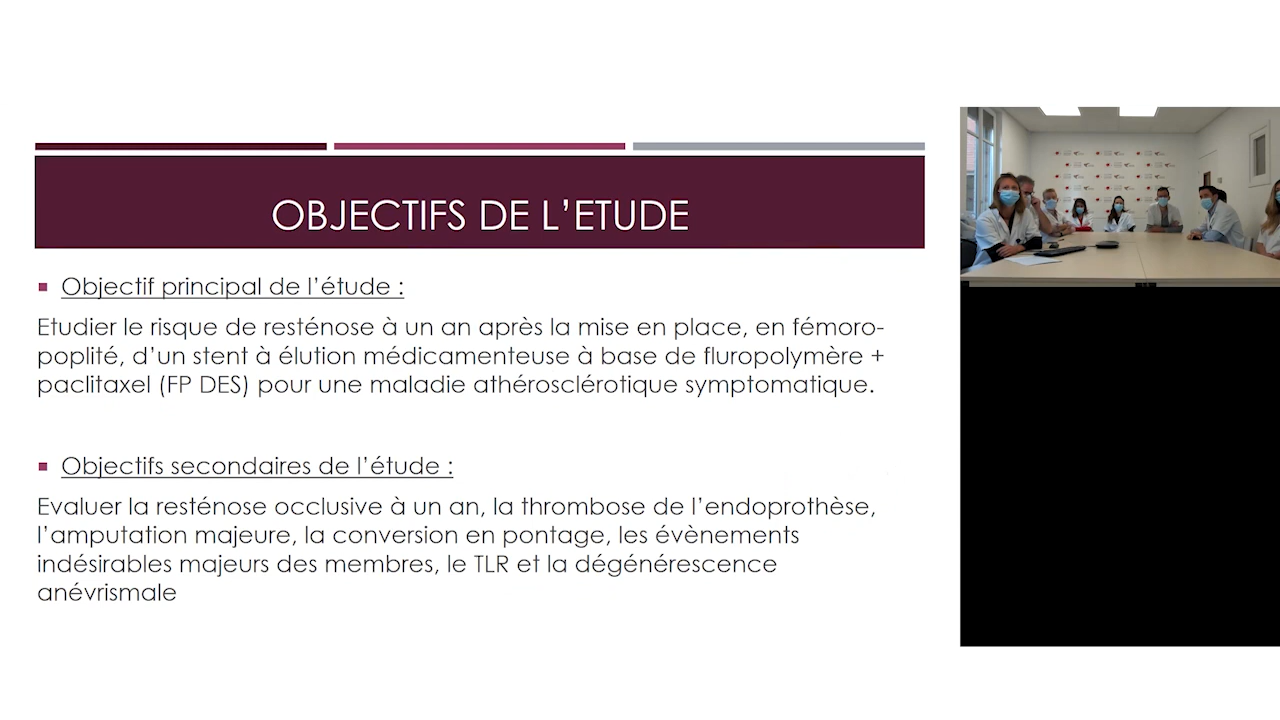 OBJECTIFS DE L'ETUDE
Objectif principal de l'étude :
Etudier le risque de resténose à un an après la mise en place, en fémoro-
poplité, d'un stent à élution médicamenteuse à base de fluropolymère +
paclitaxel (FP DES) pour une maladie athérosclérotique symptomatique.
Objectifs secondaires de l'étude :
Evaluer la resténose occlusive à un an, la thrombose de l'endoprothèse,
l'amputation majeure, la conversion en pontage, les évènements
indésirables majeurs des membres, le TLR et la dégénérescence
anévrismale